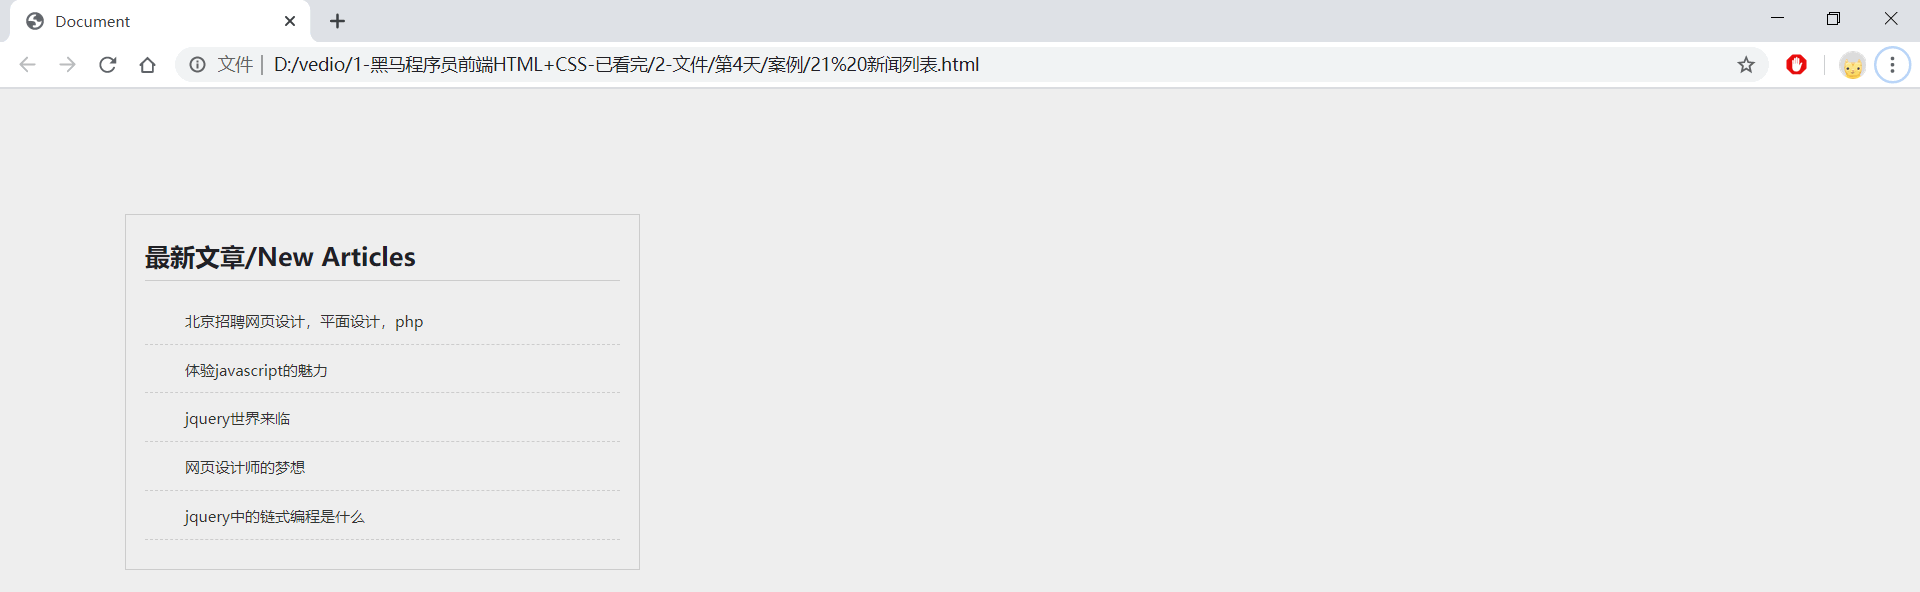 Document
文件 | D:/vedio/1-黑马程序员前端HTML+CSS-已看完/2-文件/第4天/案例/21%20新闻列表.html
最新文章/New Articles
北京招聘网页设计，平面设计，php
体验javascript的魅力
jquery世界来临
网页设计师的梦想
jquery中的链式编程是什么